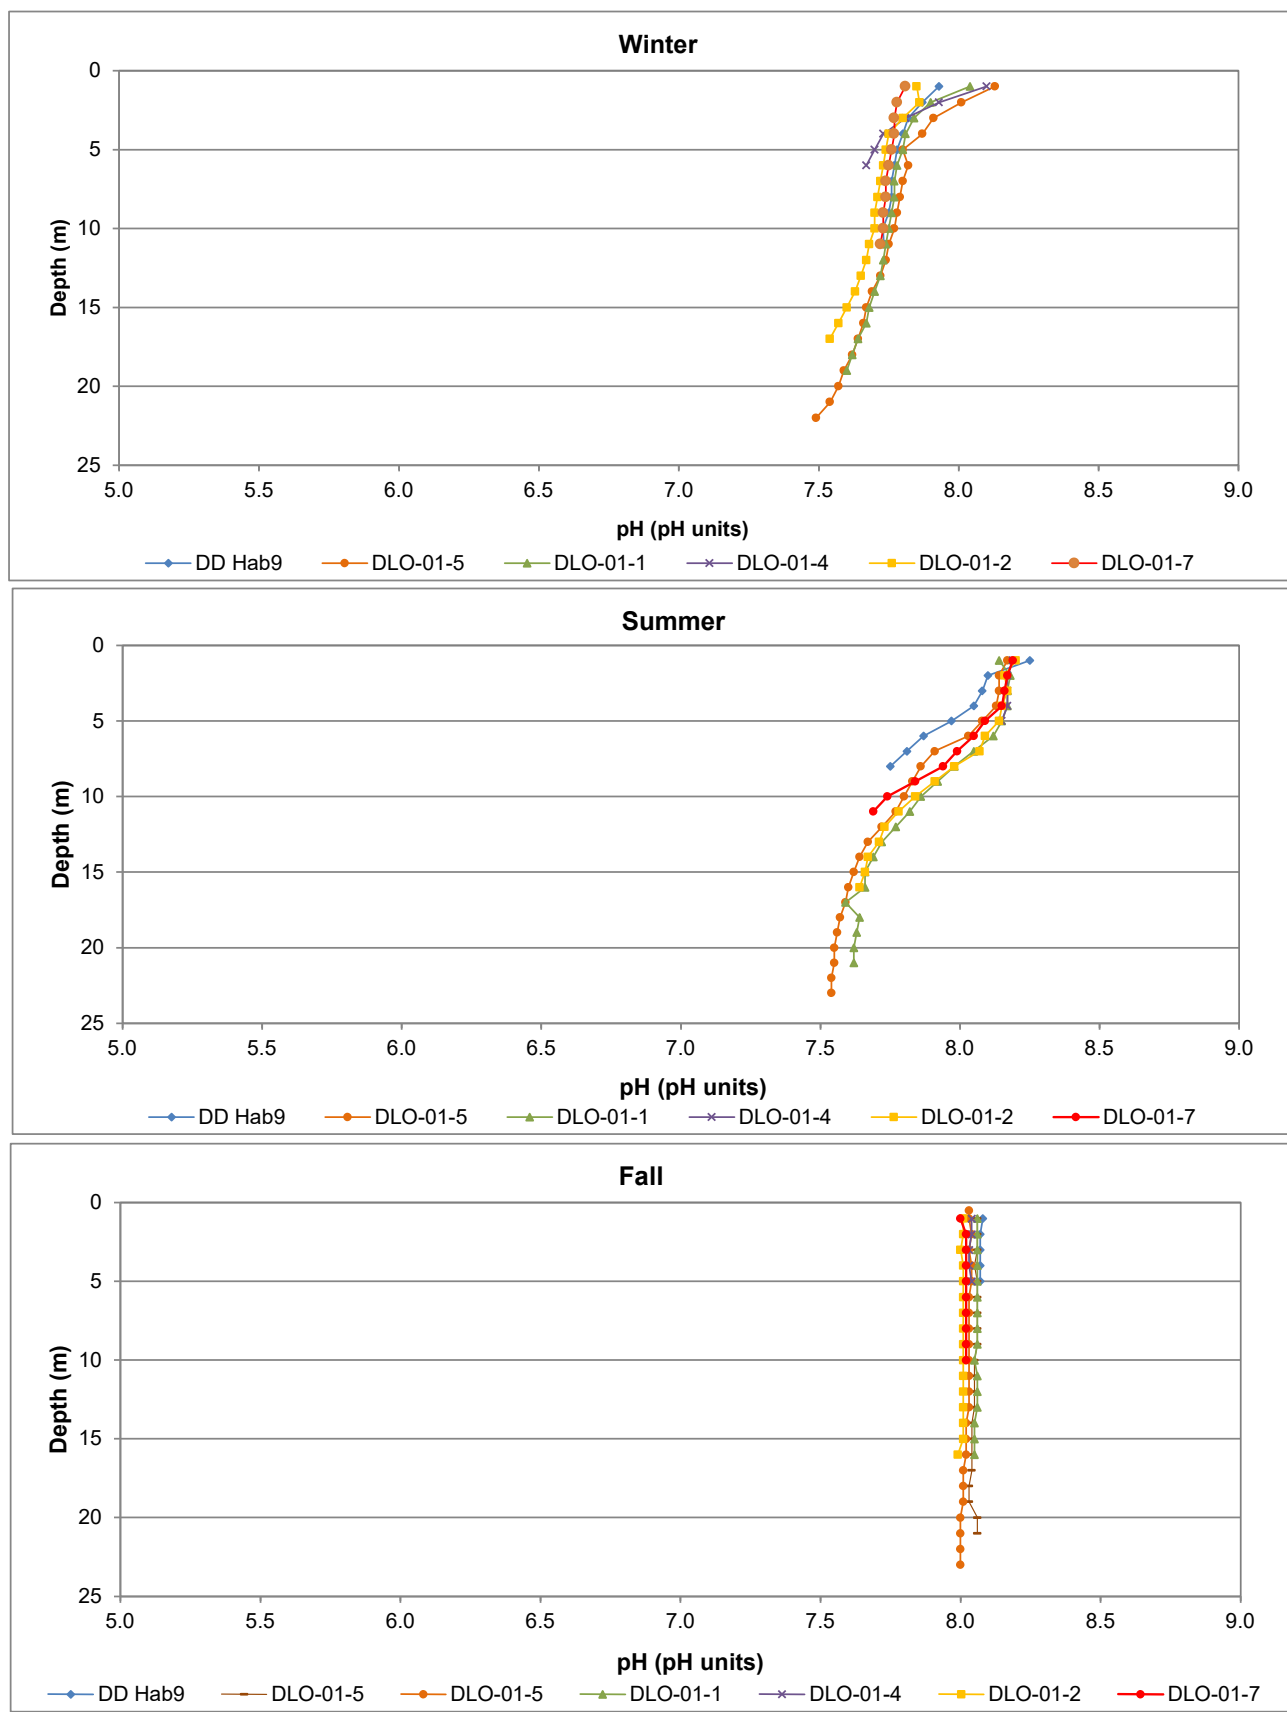 Winter
0
5
10
15
20
25
Depth (m)
5.0 5.5 6.0 6.5 7.0 7.5 8.0 8.5 9.0
pH (pH units)
DD Hab9 DLO-01-5 DLO-01-1 DLO-01-4 DLO-01-2 DLO-01-7
Summer
0
5
10
15
20
25
Depth (m)
5.0 5.5 6.0 6.5 7.0 7.5 8.0 8.5 9.0
pH (pH units)
DD Hab9 DLO-01-5 DLO-01-1 DLO-01-4 DLO-01-2 DLO-01-7
Fall
0
5
10
15
20
25
Depth (m)
5.0 5.5 6.0 6.5 7.0 7.5 8.0 8.5 9.0
pH (pH units)
DD Hab9 DLO-01-5 DLO-01-5 DLO-01-1 DLO-01-4 DLO-01-2 DLO-01-7